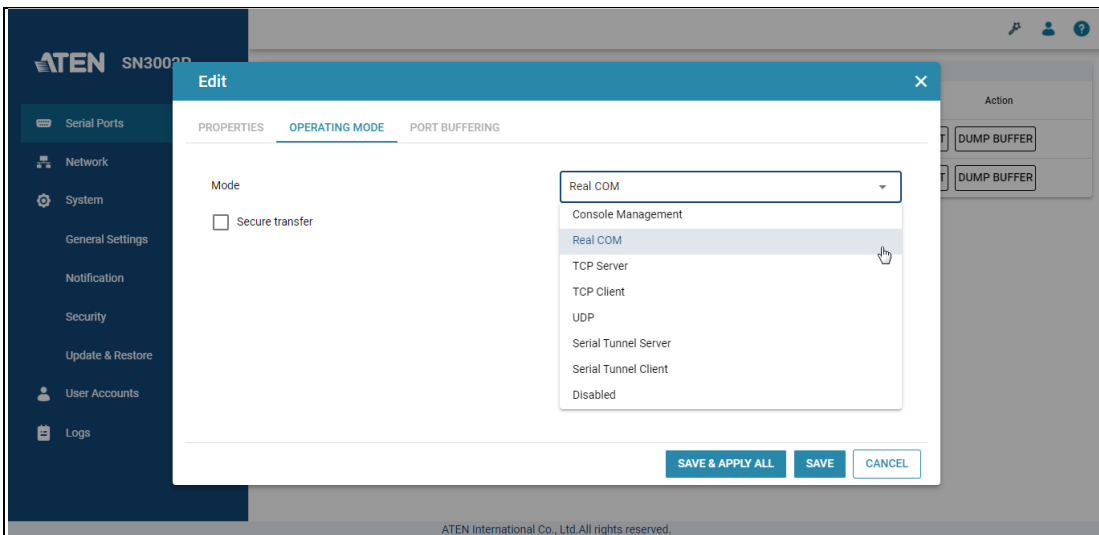 ATEN SN3002P
Edit
Action
Serial Ports
PROPERTIES OPERATING MODE PORT BUFFERING
DUMP BUFFER
Network
Mode
Real COM
T DUMP BUFFER
System
Secure transfer
Console Management
Real COM
General Settings
TCP Server
Notification
TCP Client
Security
UDP
Update & Restore
Serial Tunnel Server
Serial Tunnel Client
User Accounts
Disabled
Logs
SAVE & APPLY ALL SAVE CANCEL
ATEN International Co., Ltd.All rights reserved.